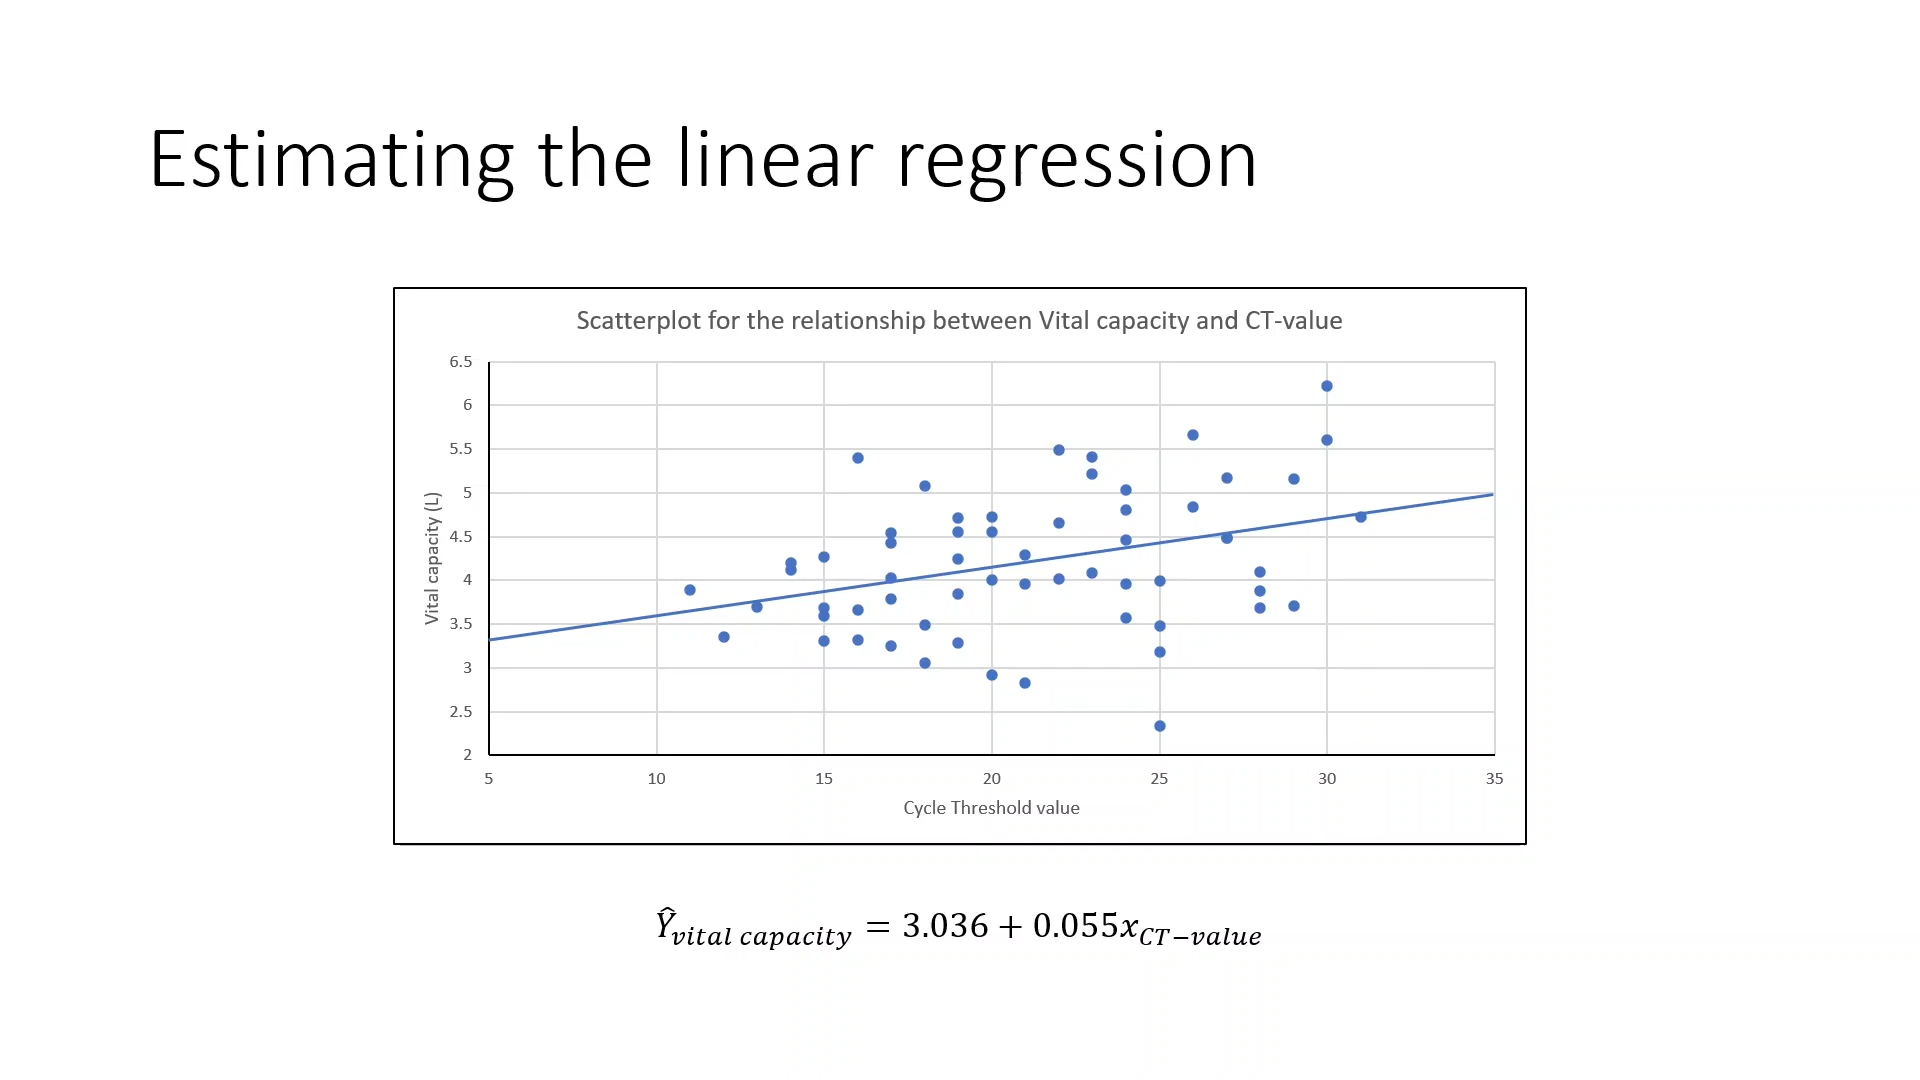 Estimating the linear regression
Scatterplot for the relationship between Vital capacity and CT-value
Vital capacity (L)
6.5
6
5.5
5
4.5
4
3.5
3
2.5
2
5 10 15 20 25 30 35
Cycle Threshold value
Ŷvital capacity = 3.036 + 0.055xCT−value